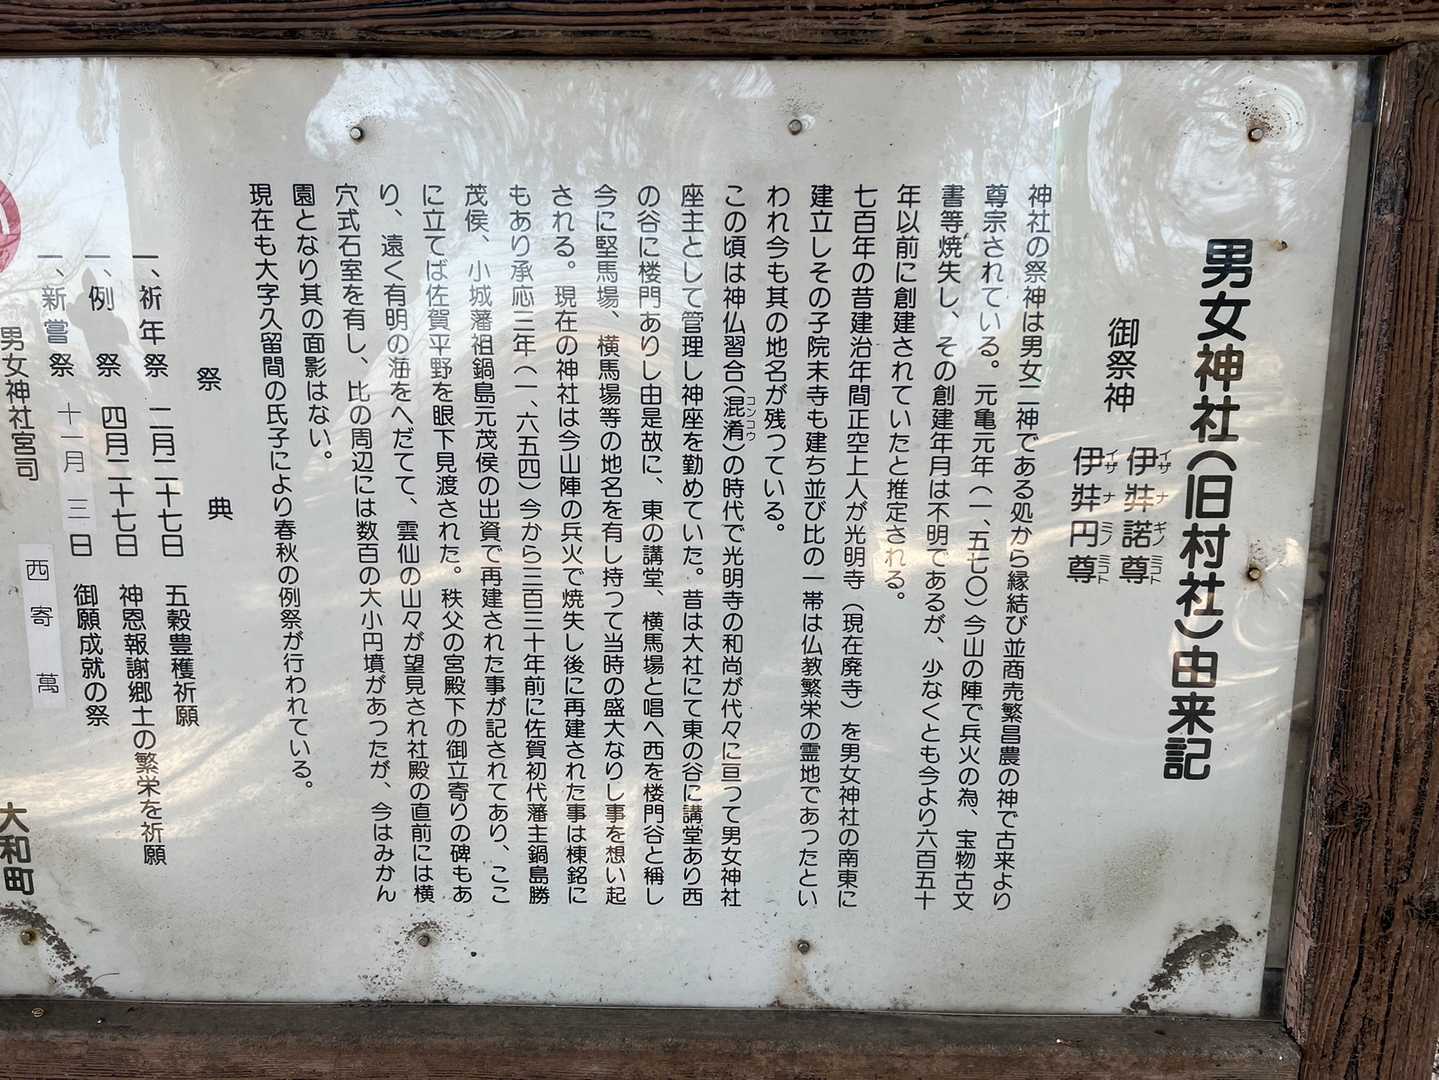 男女神社(旧村社)由来記
御祭神 伊弉諾尊
イザナギノミコト
伊弉円尊
イザナミノミコト
神社の祭神は男女二神である処から縁結び並商売繁昌農の神で古来より
尊宗されている。元亀元年(一、五七〇)今山の陣で兵火の為、宝物古文
書等焼失し、その創建年月は不明であるが、少なくとも今より六百五十
年以前に創建されていたと推定される。
七百年の昔建治年間正空上人が光明寺(現在廃寺)を男女神社の南東に
建立しその子院末寺も建ち並び比の一帯は仏教繁栄の霊地であったとい
われ今も其の地名が残っている。
この頃は神仏習合(混淆)の時代で光明寺の和尚が代々に亘って男女神社
コンコウ
座主として管理し神座を勤めていた。昔は大社にて東の谷に講堂あり西
の谷に楼門ありし由是故に、東の講堂、横馬場と唱へ西を楼門谷と稱し
今に堅馬場、横馬場等の地名を有し持つて当時の盛大なりし事を想い起
される。現在の神社は今山陣の兵火で焼失し後に再建された事は棟銘に
もあり承応三年(一、六五四)今から三百三十年前に佐賀初代藩主鍋島勝
茂侯、小城藩祖鍋島元茂侯の出資で再建された事が記されてあり、ここ
に立てば佐賀平野を眼下見渡された。秩父の宮殿下の御立寄りの碑もあ
り、遠く有明の海をへだてて、雲仙の山々が望見され社殿の直前には横
穴式石室を有し、比の周辺には数百の大小円墳があったが、今はみかん
園となり其の面影はない。
現在も大字久留間の氏子により春秋の例祭が行われている。
祭典
一、祈年祭 二月二十七日 五穀豊穫祈願
一、例祭 四月二十七日 神恩報謝郷土の繁栄を祈願
一、新嘗祭 十一月三日 御願成就の祭
男女神社宮司 西寄萬
大和町